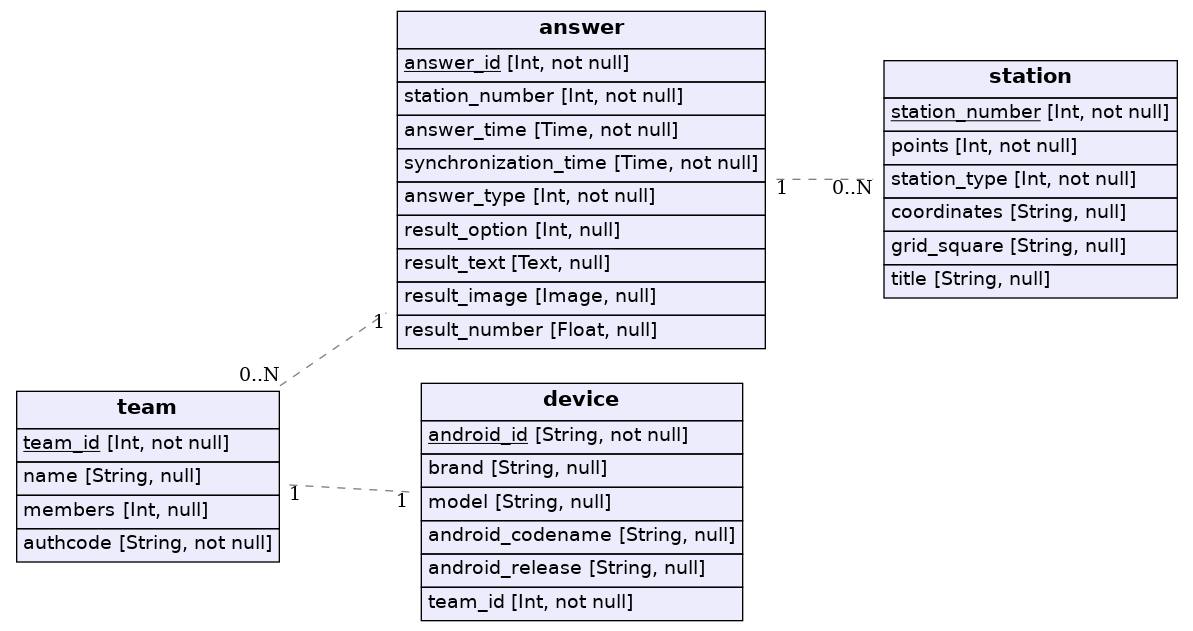 answer
answer_id [Int, not null]
station_number [Int, not null]
answer_time [Time, not null]
synchronization_time [Time, not null]
answer_type [Int, not null]
result_option [Int, null]
result_text [Text, null]
result_image [Image, null]
result_number [Float, null]
station
station_number [Int, not null]
points [Int, not null]
station_type [Int, not null]
coordinates [String, null]
grid_square [String, null]
title [String, null]
1
0..N
1
0..N
team
team_id [Int, not null]
name [String, null]
members [Int, null]
authcode [String, not null]
1
1
device
android_id [String, not null]
brand [String, null]
model [String, null]
android_codename [String, null]
android_release [String, null]
team_id [Int, not null]